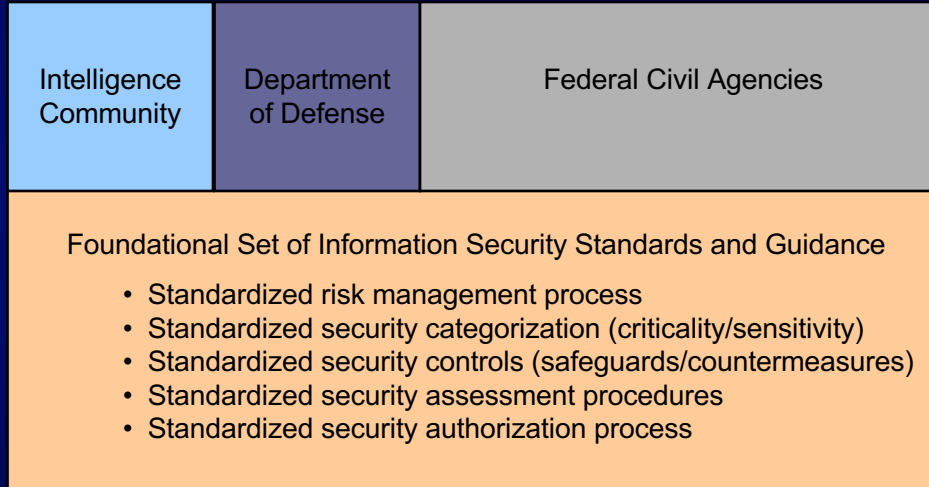 Intelligence
Community
Department
of Defense
Federal Civil Agencies
Foundational Set of Information Security Standards and Guidance
• Standardized risk management process
• Standardized security categorization (criticality/sensitivity)
• Standardized security controls (safeguards/countermeasures)
• Standardized security assessment procedures
• Standardized security authorization process